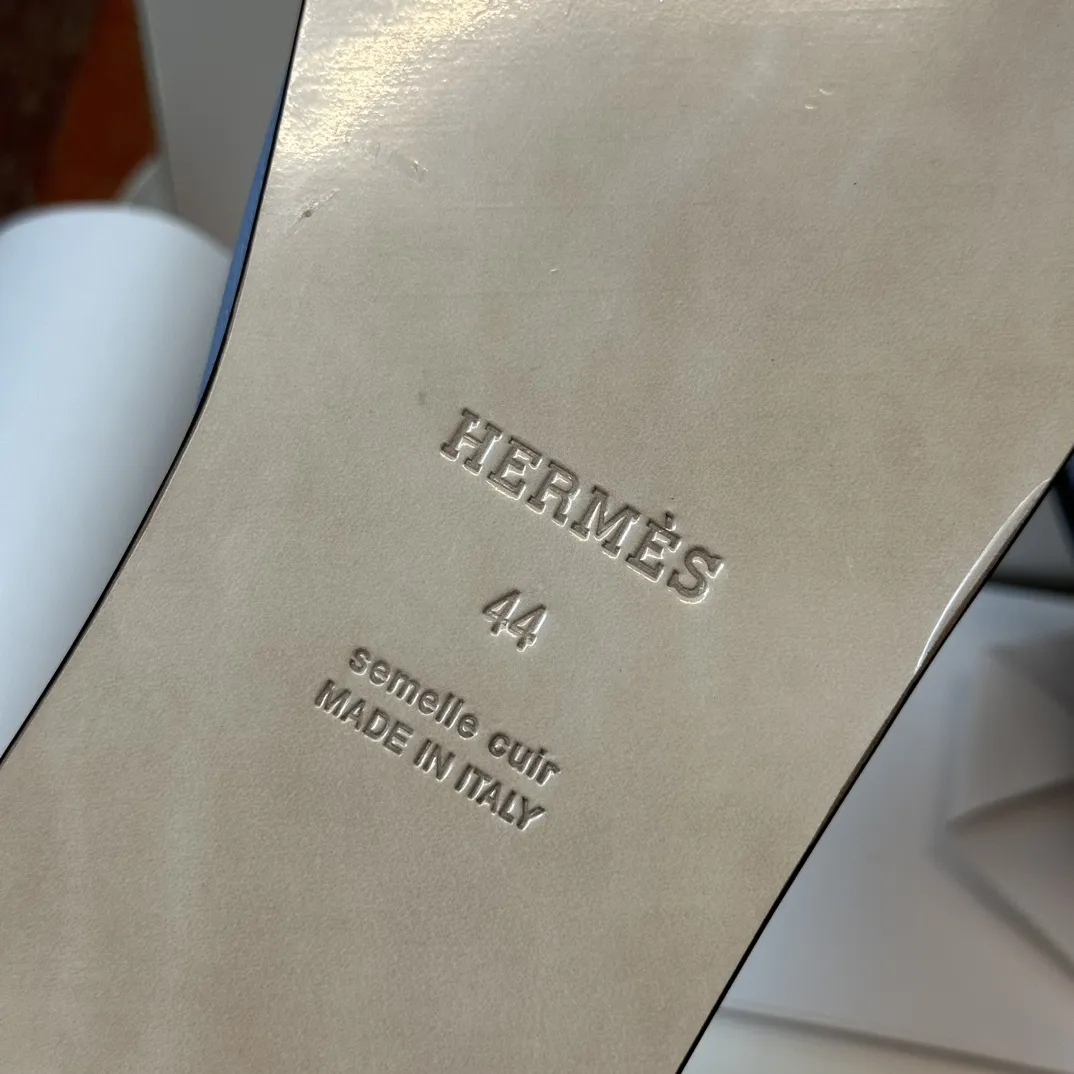 HERMÈS
44
semelle cuir
MADE IN ITALY